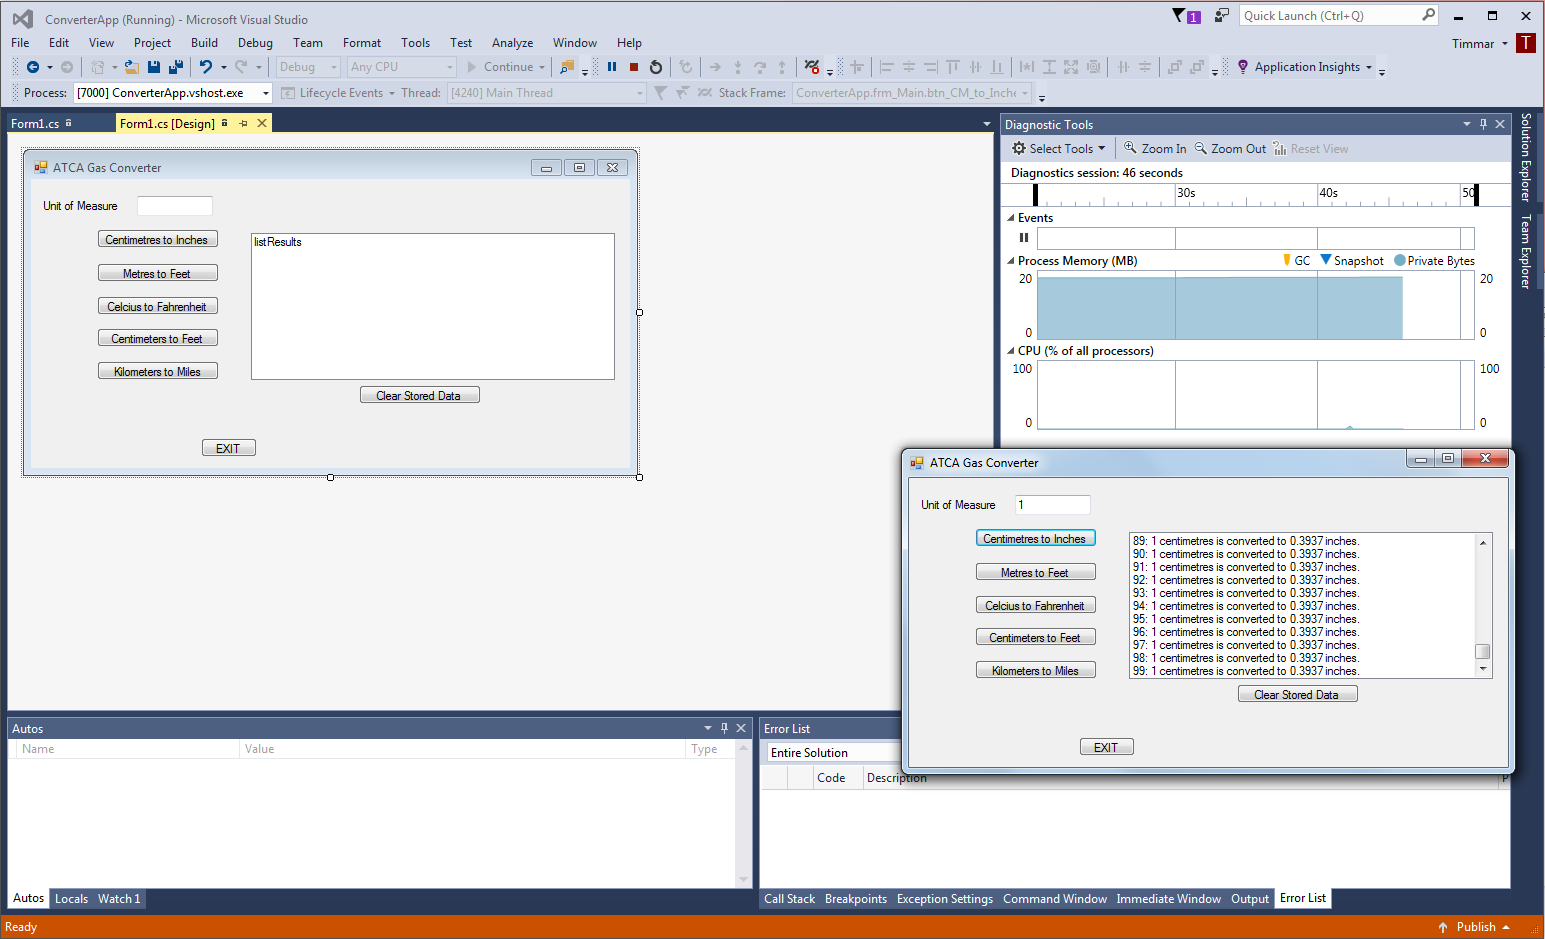 ConverterApp (Running) - Microsoft Visual Studio
1
Quick Launch (Ctrl+Q)
File Edit View Project Build Debug Team Format Tools Test Analyze Window Help
Timmar T
Debug Any CPU Continue Application Insights
Process: [7000] ConverterApp.vshost.exe Lifecycle Events Thread: [4240] Main Thread Stack Frame: ConverterApp.frm_Main.btn_CM_to_Inche
Form1.cs Form1.cs [Design]
ATCA Gas Converter
Unit of Measure
Centimetres to Inches
listResults
Metres to Feet
Celcius to Fahrenheit
Centimeters to Feet
Kilometers to Miles
Clear Stored Data
EXIT
Diagnostic Tools
Select Tools Zoom In Zoom Out Reset View
Diagnostics session: 46 seconds
30s 40s 50
Events
Process Memory (MB) GC Snapshot Private Bytes
20 20
0 0
CPU (% of all processors)
100 100
0 0
Solution Explorer
Team Explorer
ATCA Gas Converter
Unit of Measure 1
Centimetres to Inches
Metres to Feet
Celcius to Fahrenheit
Centimeters to Feet
Kilometers to Miles
89: 1 centimetres is converted to 0.3937 inches.
90: 1 centimetres is converted to 0.3937 inches.
91: 1 centimetres is converted to 0.3937 inches.
92: 1 centimetres is converted to 0.3937 inches.
93: 1 centimetres is converted to 0.3937 inches.
94: 1 centimetres is converted to 0.3937 inches.
95: 1 centimetres is converted to 0.3937 inches.
96: 1 centimetres is converted to 0.3937 inches.
97: 1 centimetres is converted to 0.3937 inches.
98: 1 centimetres is converted to 0.3937 inches.
99: 1 centimetres is converted to 0.3937 inches.
Clear Stored Data
EXIT
Autos
Name Value Type
Autos Locals Watch 1
Error List
Entire Solution
Code Description P
Call Stack Breakpoints Exception Settings Command Window Immediate Window Output Error List
Ready
Publish